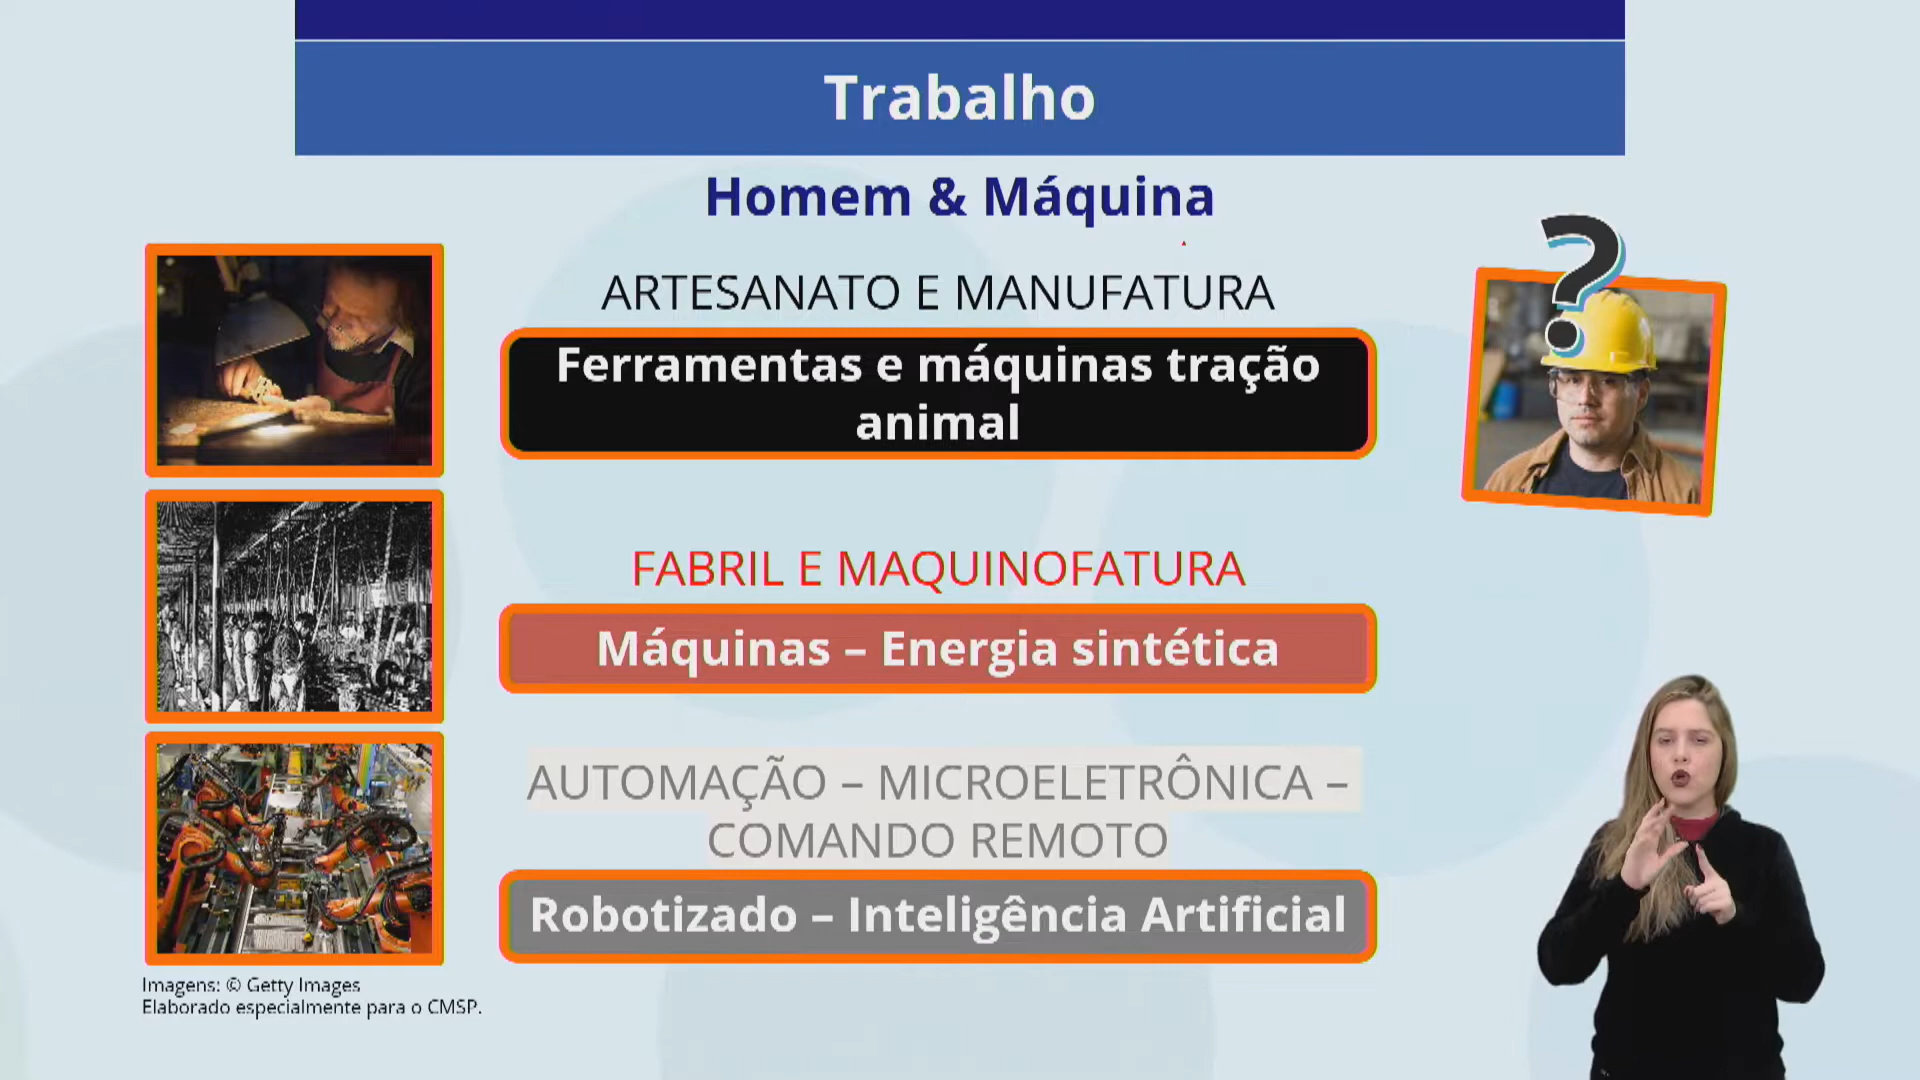 Trabalho
Homem & Máquina
ARTESANATO E MANUFATURA
Ferramentas e máquinas tração
animal
?
FABRIL E MAQUINOFATURA
Máquinas – Energia sintética
AUTOMAÇÃO – MICROELETRÔNICA –
COMANDO REMOTO
Robotizado – Inteligência Artificial
Imagens: © Getty Images
Elaborado especialmente para o CMSP.